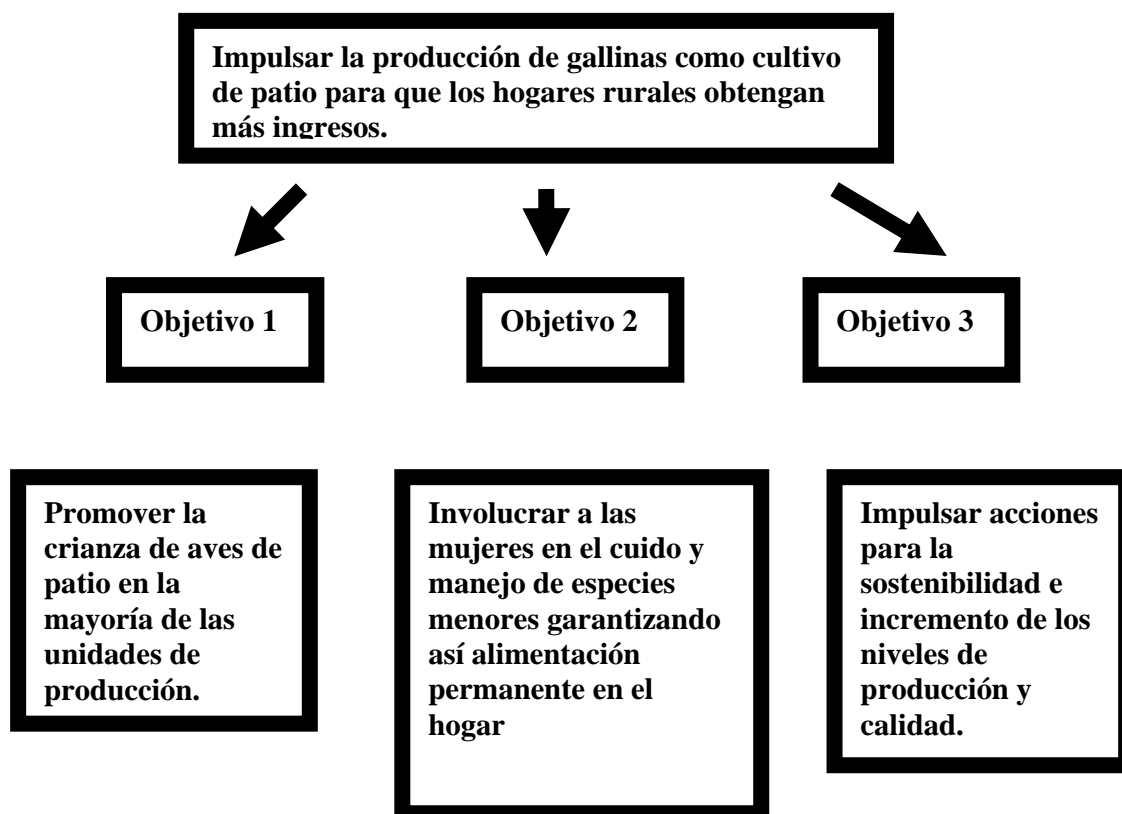 Impulsar la producción de gallinas como cultivo
de patio para que los hogares rurales obtengan
más ingresos.
Objetivo 1
Objetivo 2
Objetivo 3
Promover la
crianza de aves de
patio en la
mayoría de las
unidades de
producción.
Involucrar a las
mujeres en el cuido y
manejo de especies
menores garantizando
así alimentación
permanente en el
hogar
Impulsar acciones
para la
sostenibilidad e
incremento de los
niveles de
producción y
calidad.